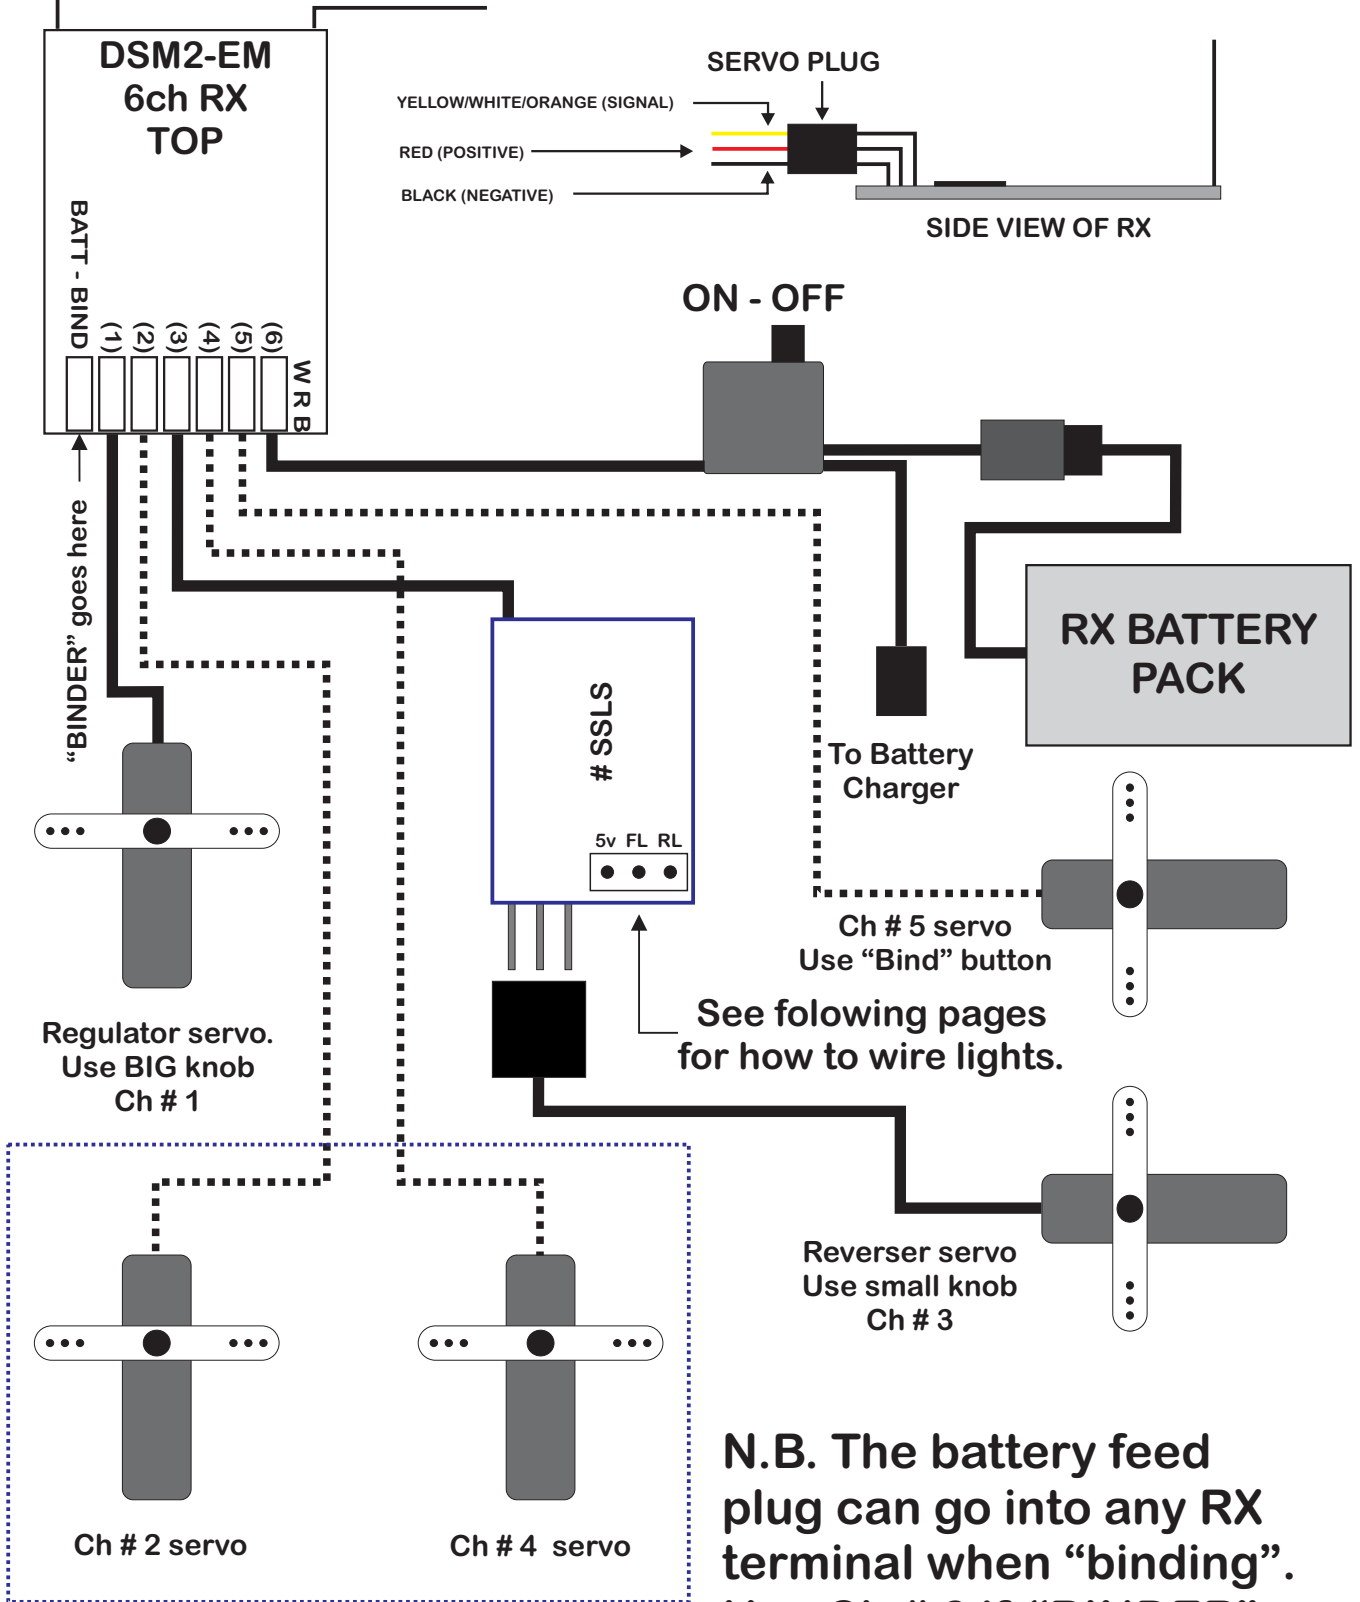 DSM2-EM
6ch RX
TOP
SERVO PLUG
YELLOW/WHITE/ORANGE (SIGNAL)
RED (POSITIVE)
BLACK (NEGATIVE)
SIDE VIEW OF RX
BATT - BIND
(1)
(2)
(3)
(4)
(5)
(6)
W R B
ON - OFF
"BINDER" goes here
RX BATTERY
PACK
# SSLS
5v FL RL
To Battery
Charger
Ch # 5 servo
Use "Bind" button
See folowing pages
for how to wire lights.
Regulator servo.
Use BIG knob
Ch # 1
Reverser servo
Use small knob
Ch # 3
Ch # 2 servo
Ch # 4 servo
N.B. The battery feed
plug can go into any RX
terminal when “binding”.